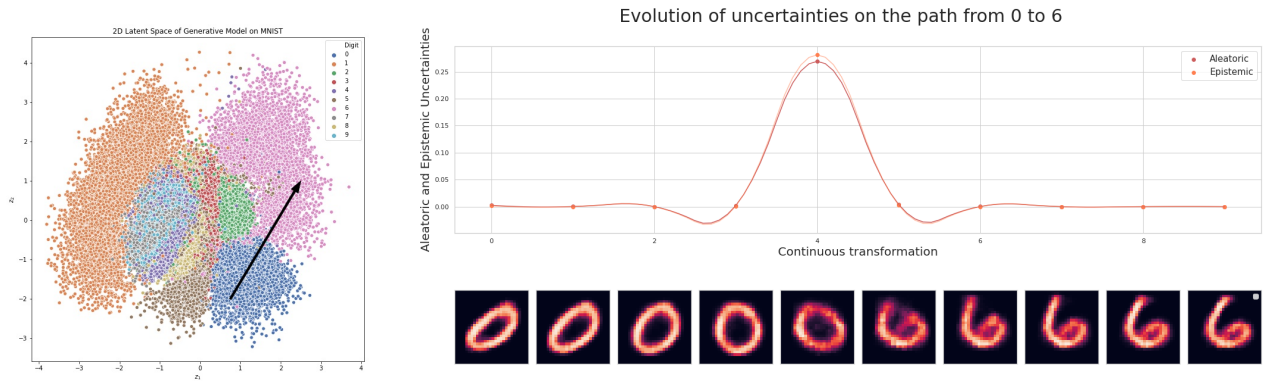 2D Latent Space of Generative Model on MNIST
Digit
0
1
2
3
4
5
6
7
8
9
4
3
2
1
0
−1
−2
−3
z₂
−4 −3 −2 −1 0 1 2 3 4
z₁
Evolution of uncertainties on the path from 0 to 6
Aleatoric and Epistemic Uncertainties
Aleatoric
Epistemic
0.25
0.20
0.15
0.10
0.05
0.00
0 2 4 6 8
Continuous transformation